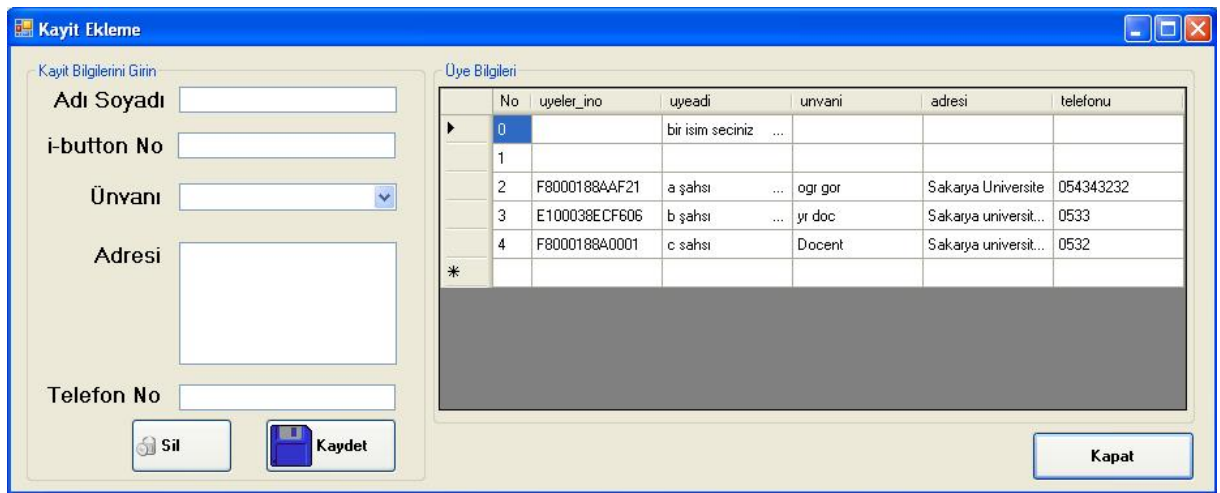 Kayit Ekleme
Kayit Bilgilerini Girin
Adı Soyadı
i-button No
Ünvanı
Adresi
Telefon No
Sil
Kaydet
Üye Bilgileri
No uyeler_ino uyeadi unvani adresi telefonu
0 bir isim seciniz ...
1
2 F8000188AAF21 a şahsı ... ogr gor Sakarya Universite 054343232
3 E100038ECF606 b şahsı ... yr doc Sakarya universit... 0533
4 F8000188A0001 c sahsı Docent Sakarya universit... 0532
Kapat